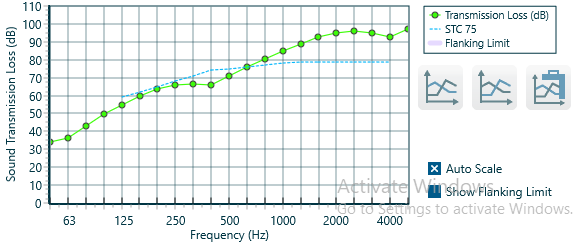 Sound Transmission Loss (dB)
110
100
90
80
70
60
50
40
30
20
10
0
63
125
250
500
1000
2000
4000
Frequency (Hz)
Transmission Loss (dB)
STC 75
Flanking Limit
Auto Scale
Show Flanking Limit
Activate Windows
Go to Settings to activate Windows.